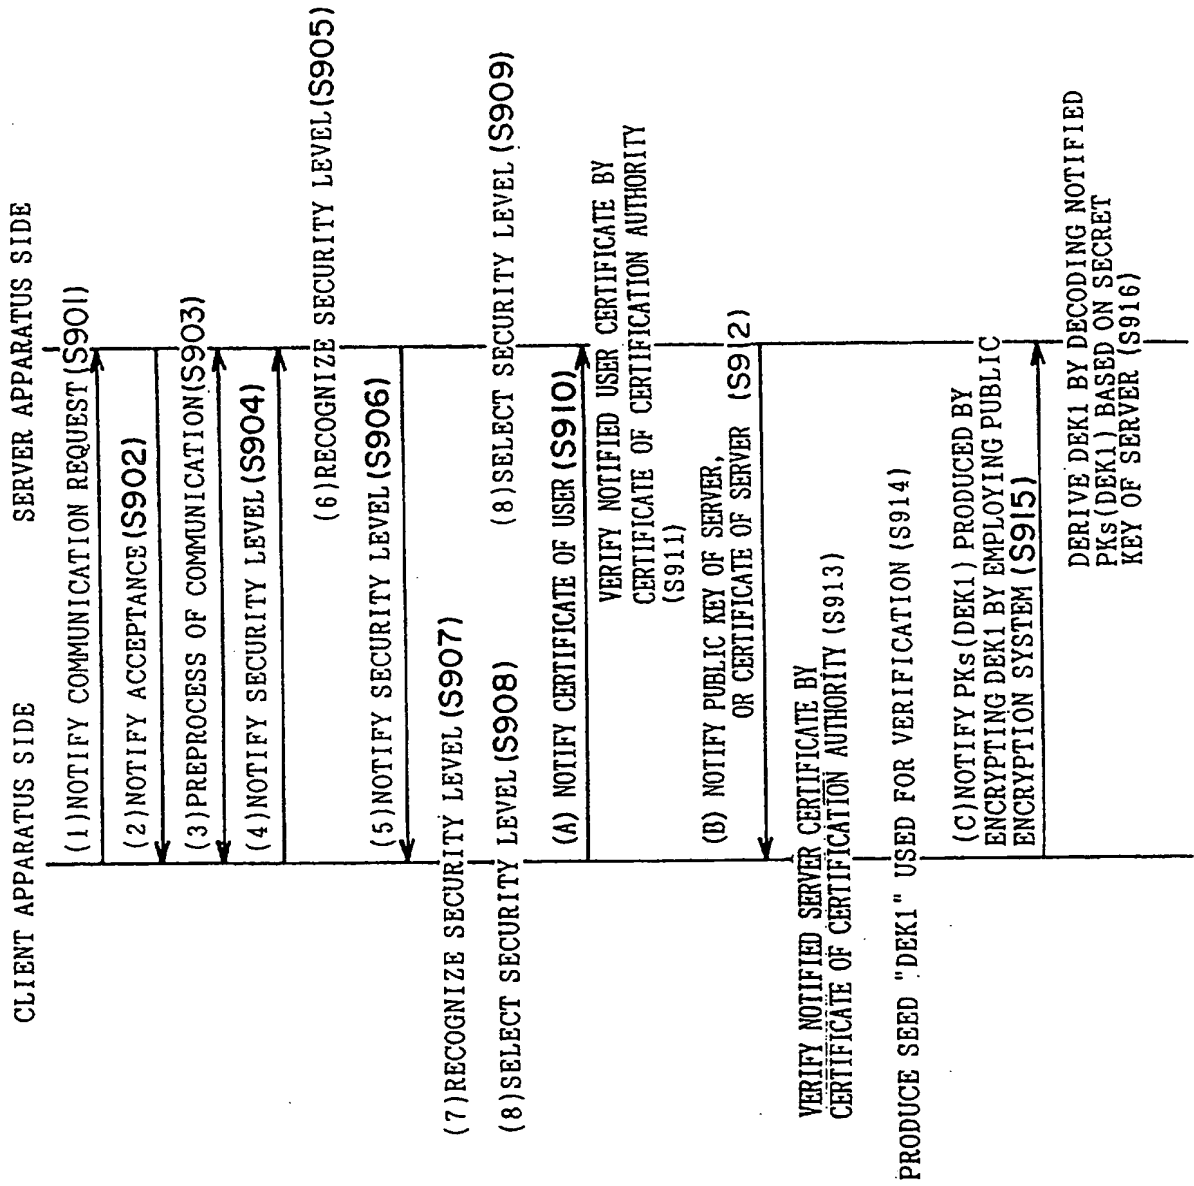 CLIENT APPARATUS SIDE
SERVER APPARATUS SIDE
(1)NOTIFY COMMUNICATION REQUEST(S901)
(2)NOTIFY ACCEPTANCE(S902)
(3)PREPROCESS OF COMMUNICATION(S903)
(4)NOTIFY SECURITY LEVEL(S904)
(6)RECOGNIZE SECURITY LEVEL(S905)
(5)NOTIFY SECURITY LEVEL(S906)
(7)RECOGNIZE SECURITY LEVEL(S907)
(8)SELECT SECURITY LEVEL(S908)
(8)SELECT SECURITY LEVEL(S909)
(A) NOTIFY CERTIFICATE OF USER(S910)
VERIFY NOTIFIED USER CERTIFICATE BY
CERTIFICATE OF CERTIFICATION AUTHORITY
(S911)
(B) NOTIFY PUBLIC KEY OF SERVER,
OR CERTIFICATE OF SERVER (S912)
VERIFY NOTIFIED SERVER CERTIFICATE BY
CERTIFICATE OF CERTIFICATION AUTHORITY (S913)
PRODUCE SEED "DEK1" USED FOR VERIFICATION(S914)
(C)NOTIFY PKs(DEK1) PRODUCED BY
ENCRYPTING DEK1 BY EMPLOYING PUBLIC
ENCRYPTION SYSTEM(S915)
DERIVE DEK1 BY DECODING NOTIFIED
PKs(DEK1) BASED ON SECRET
KEY OF SERVER(S916)